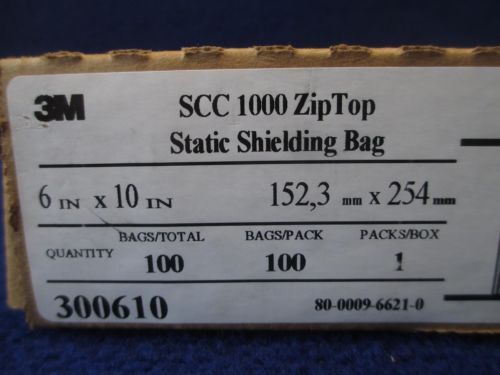 3M
SCC 1000 ZipTop
Static Shielding Bag
6 IN x 10 IN 152,3 mm x 254 mm
BAGS/TOTAL BAGS/PACK PACKS/BOX
QUANTITY 100 100 1
300610 80-0009-6621-0